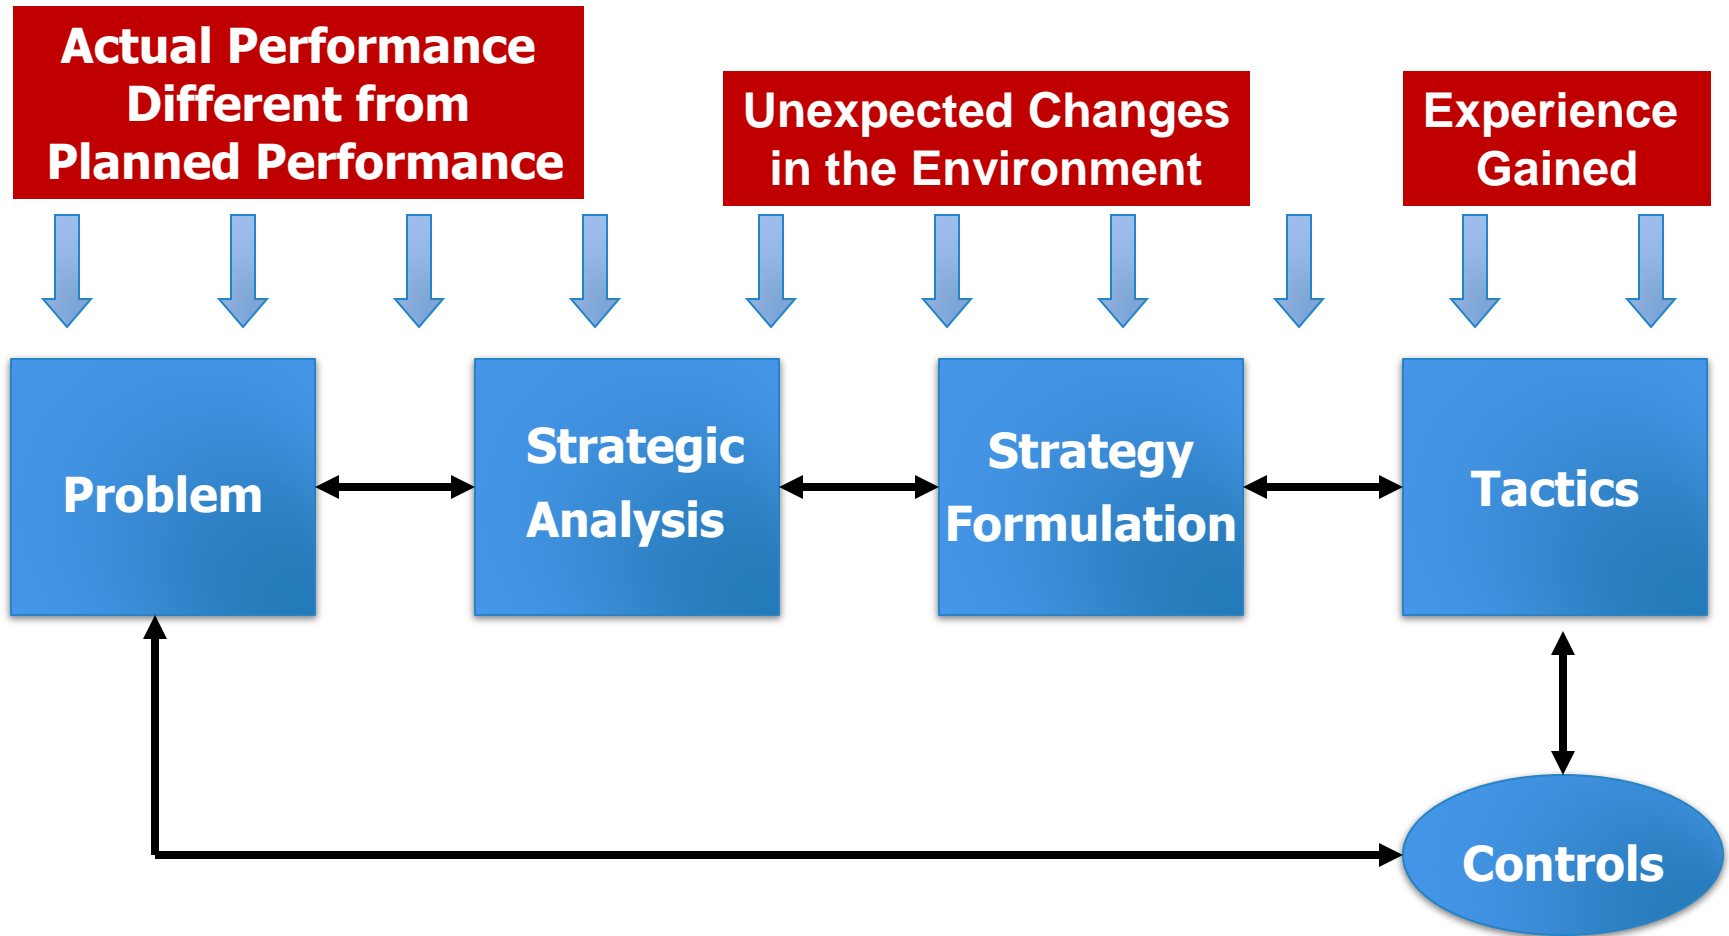 Actual Performance
Different from
Planned Performance
Unexpected Changes
in the Environment
Experience
Gained
Problem
Strategic
Analysis
Strategy
Formulation
Tactics
Controls